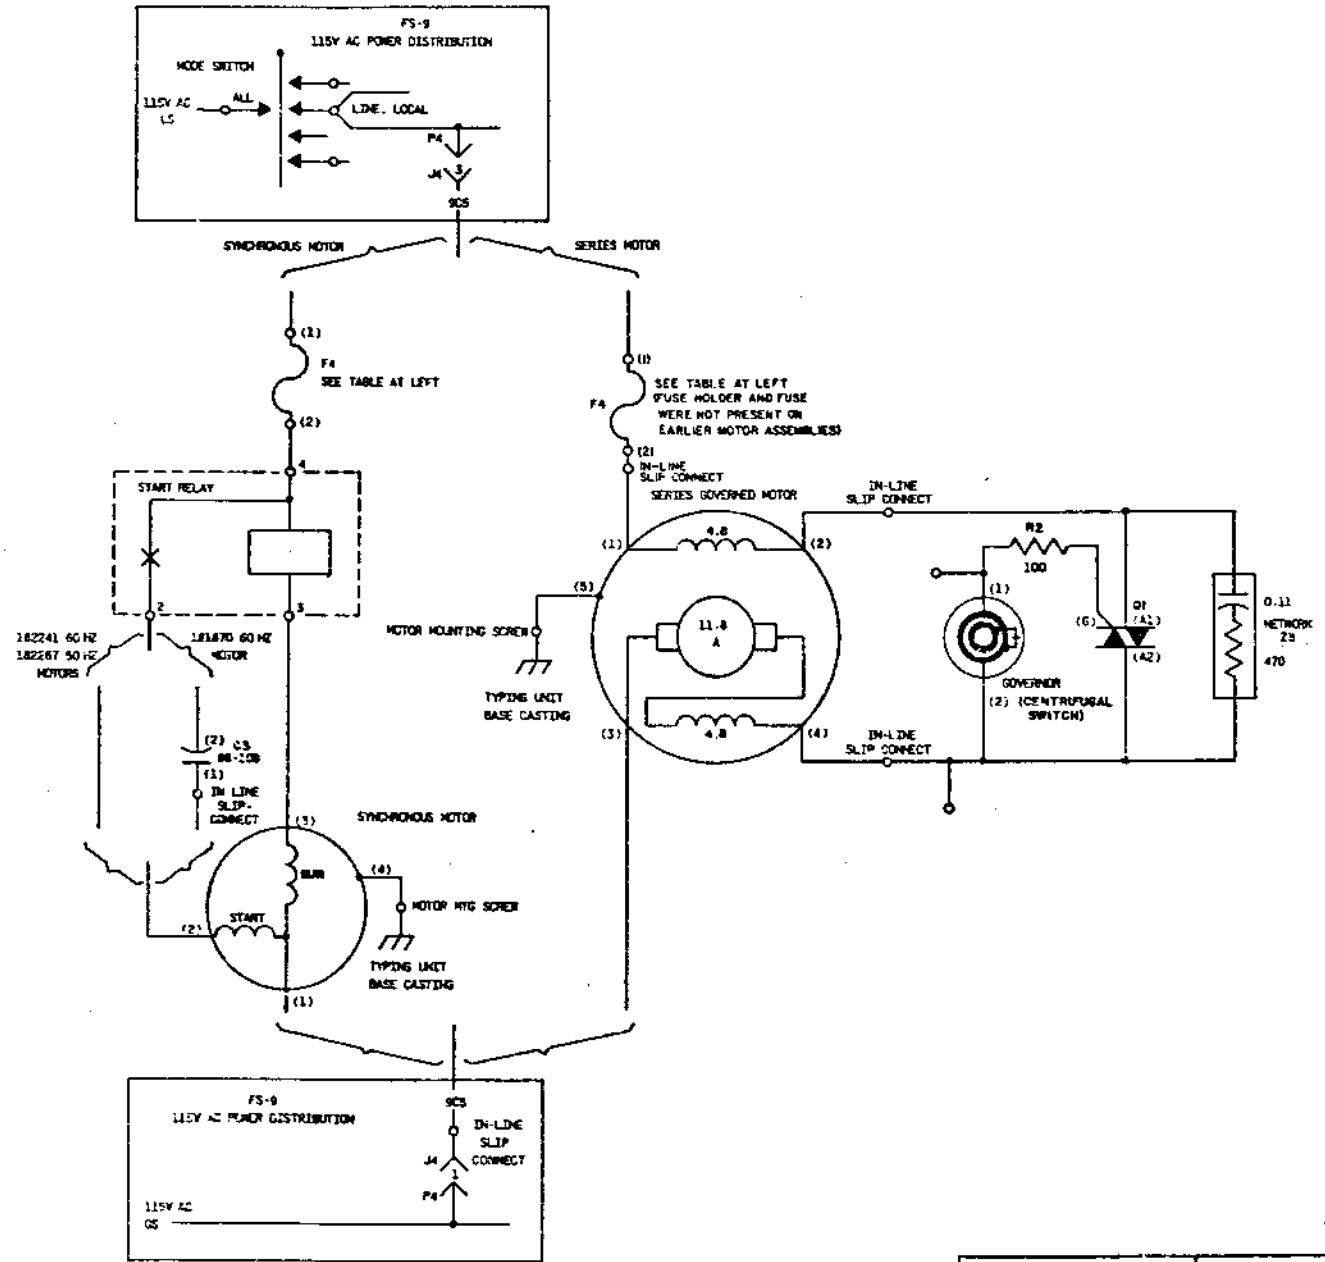 FS-9
115V AC POWER DISTRIBUTION
MODE SWITCH
115V AC
LS
ALL
LINE, LOCAL
P4
J4
3
9C5
SYNCHRONOUS MOTOR
SERIES MOTOR
(1)
F4
SEE TABLE AT LEFT
(2)
(1)
F4
SEE TABLE AT LEFT
(FUSE HOLDER AND FUSE
WERE NOT PRESENT ON
EARLIER MOTOR ASSEMBLIES)
(2)
IN-LINE
SLIP CONNECT
4
START RELAY
2
3
SERIES GOVERNED MOTOR
(1)
4.8
(2)
(5)
11.8
A
(3)
4.8
(4)
MOTOR MOUNTING SCREW
TYPING UNIT
BASE CASTING
IN-LINE
SLIP CONNECT
R2
100
(1)
GOVERNOR
(2) (CENTRIFUGAL
SWITCH)
Q1
(G)
(A1)
(A2)
0.11
NETWORK
Z3
470
IN-LINE
SLIP CONNECT
182241 60 HZ
182267 50 HZ
MOTORS
181870 60 HZ
MOTOR
(2)
C3
(1)
IN LINE
SLIP-
CONNECT
SYNCHRONOUS MOTOR
(3)
RUN
(4)
MOTOR MTG SCREW
START
(2)
(1)
TYPING UNIT
BASE CASTING
FS-9
115V AC POWER DISTRIBUTION
9C5
IN-LINE
SLIP
CONNECT
J4
1
P4
115V AC
GS